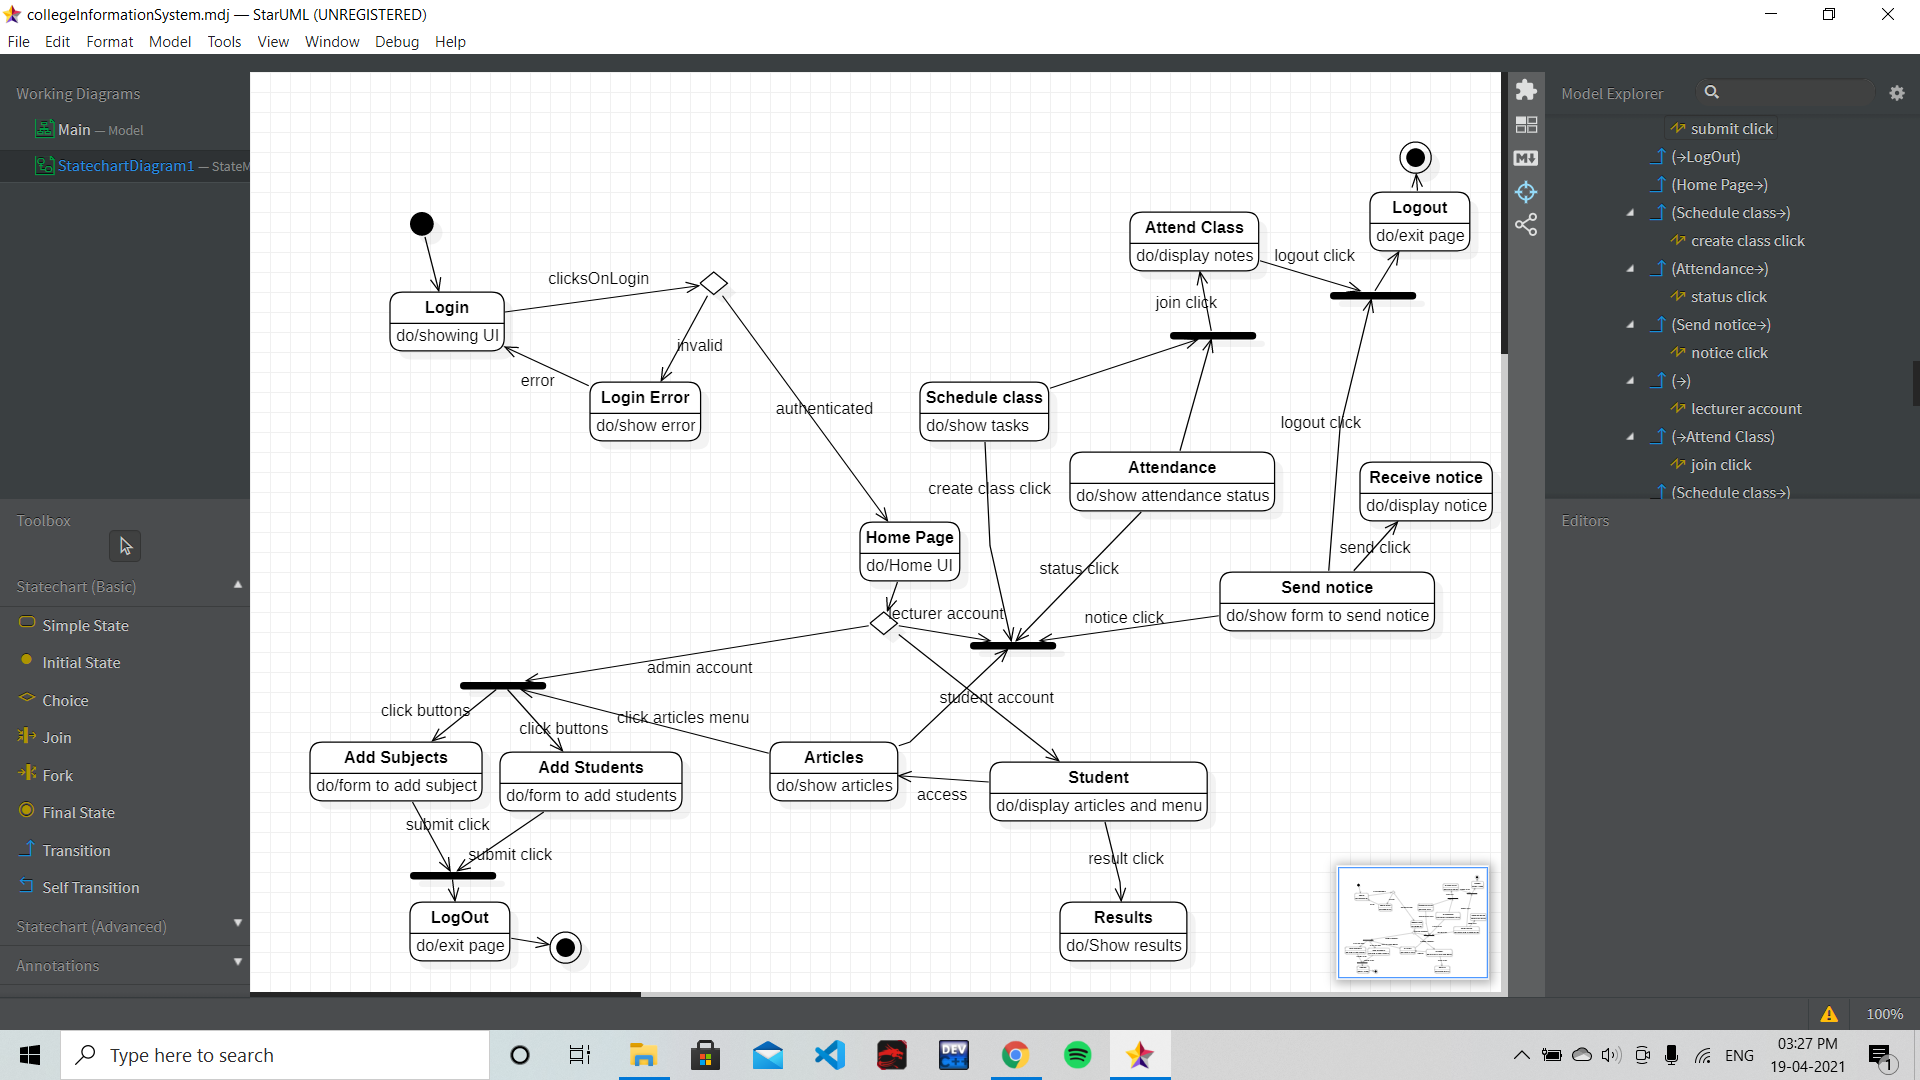 collegeInformationSystem.mdj — StarUML (UNREGISTERED)
File Edit Format Model Tools View Window Debug Help
Working Diagrams
Main — Model
StatechartDiagram1 — StateM
Toolbox
Statechart (Basic)
Simple State
Initial State
Choice
Join
Fork
Final State
Transition
Self Transition
Statechart (Advanced)
Annotations
Login
do/showing UI
clicksOnLogin
invalid
error
Login Error
do/show error
authenticated
Home Page
do/Home UI
lecturer account
admin account
student account
click buttons
click buttons
click articles menu
Add Subjects
do/form to add subject
Add Students
do/form to add students
submit click
submit click
LogOut
do/exit page
Articles
do/show articles
access
Student
do/display articles and menu
result click
Results
do/Show results
Schedule class
do/show tasks
create class click
Attendance
do/show attendance status
status click
notice click
Send notice
do/show form to send notice
send click
Receive notice
do/display notice
logout click
join click
Attend Class
do/display notes
logout click
Logout
do/exit page
Model Explorer
submit click
(→LogOut)
(Home Page→)
(Schedule class→)
create class click
(Attendance→)
status click
(Send notice→)
notice click
(→)
lecturer account
(→Attend Class)
join click
(Schedule class→)
Editors
100%
Type here to search
DEV
C++
ENG
03:27 PM
19-04-2021
1